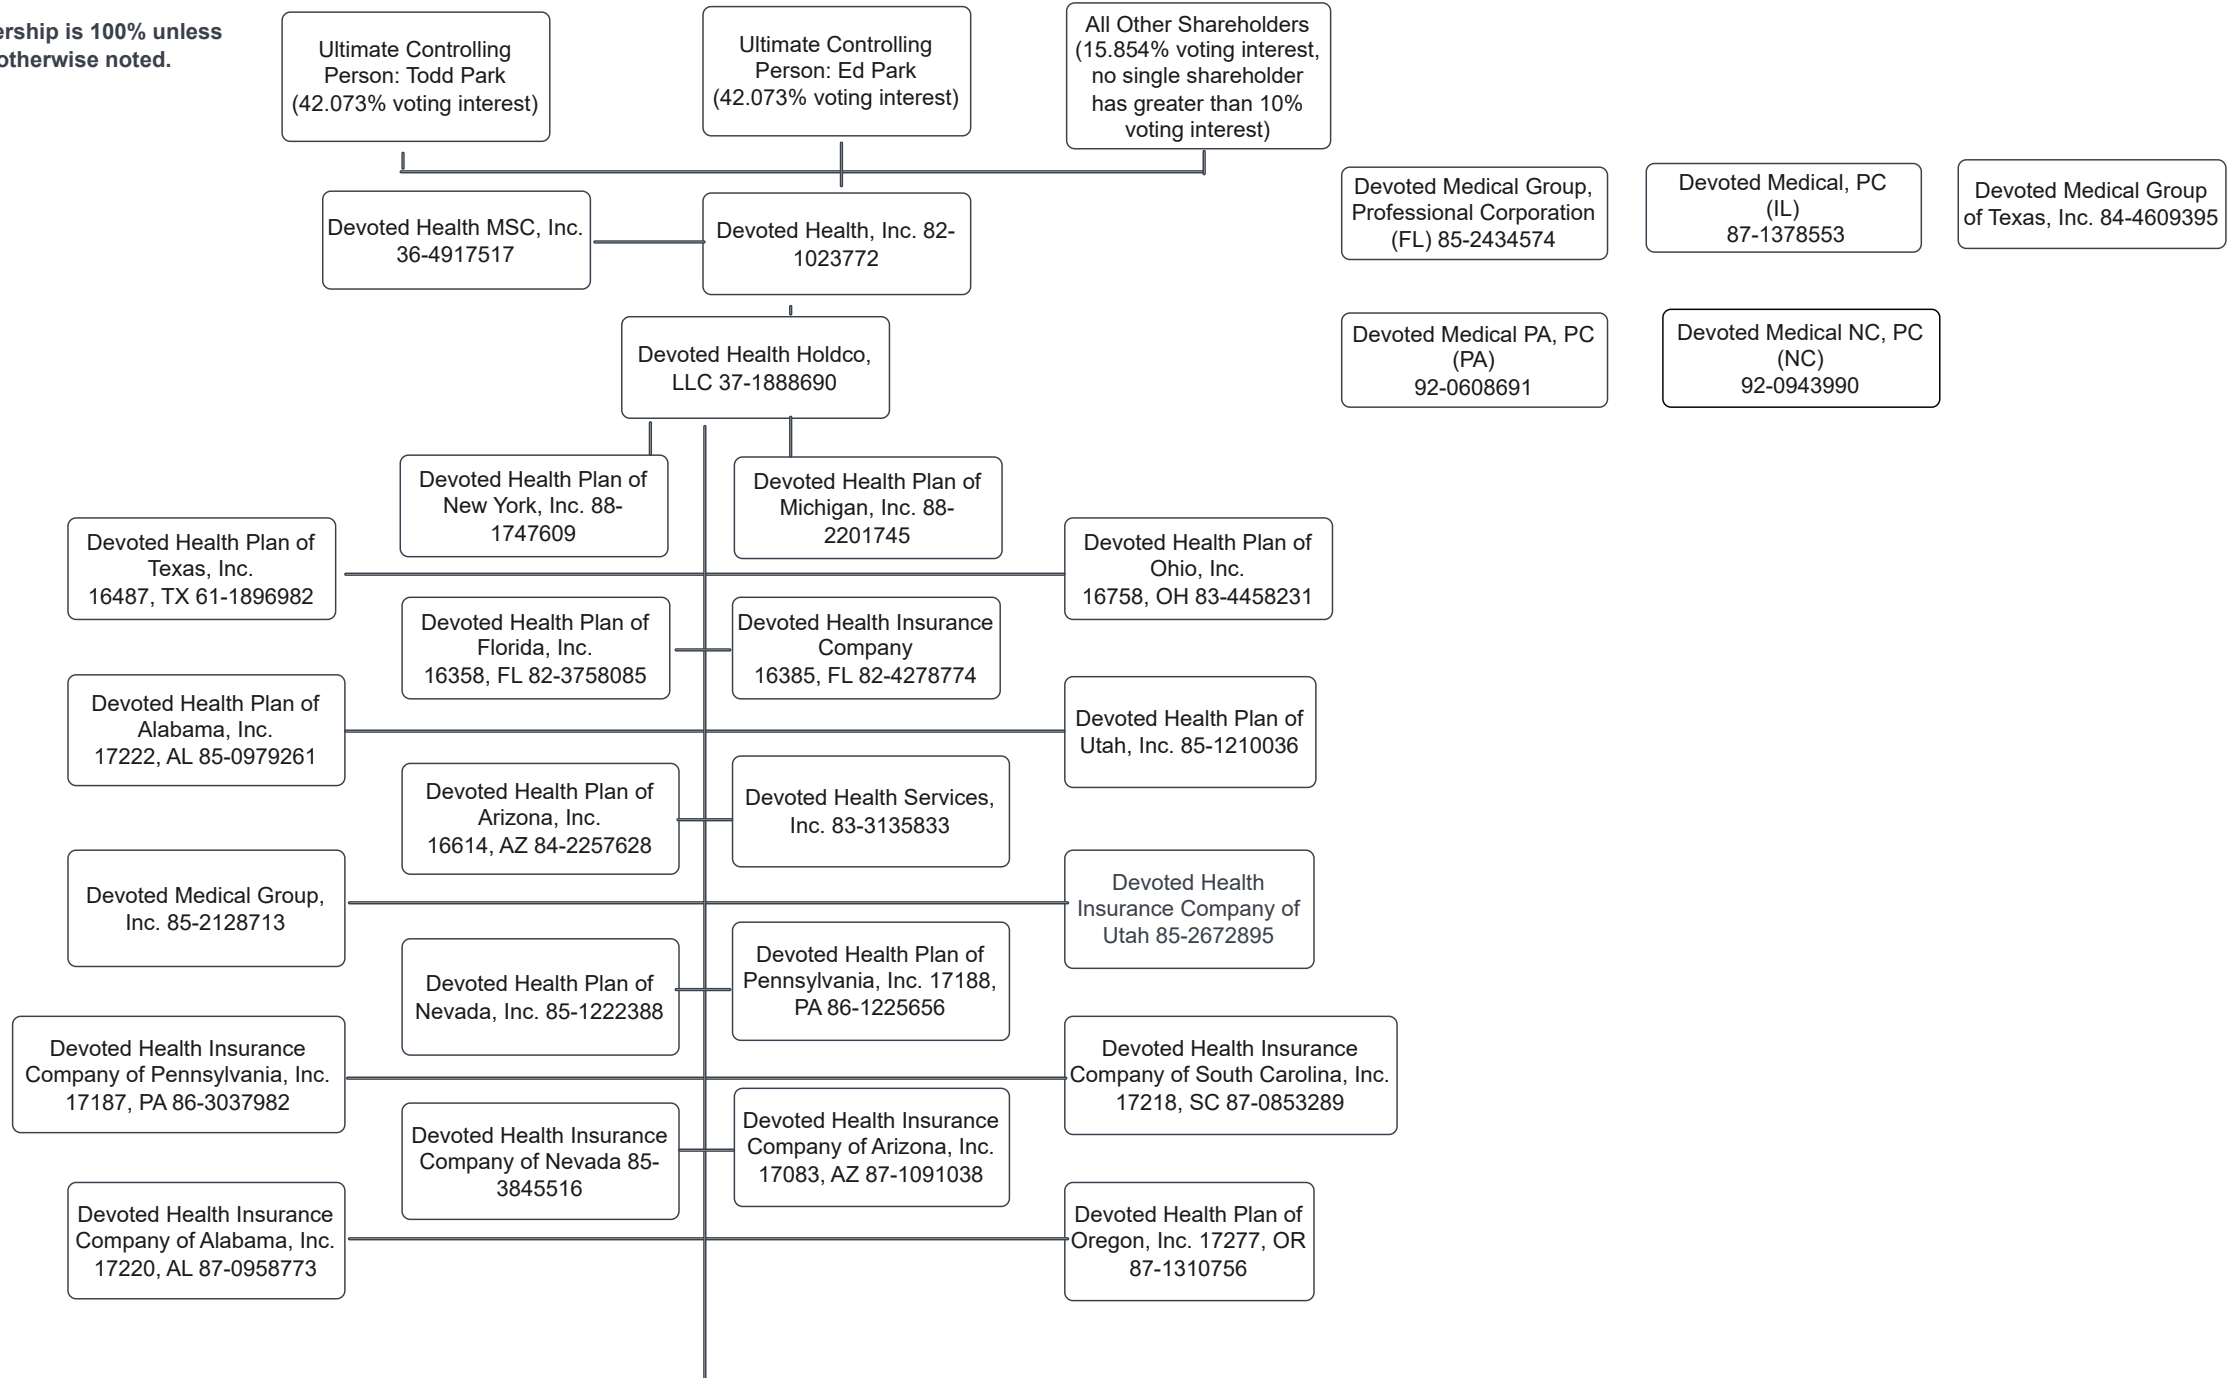 ership is 100% unless
otherwise noted.
Ultimate Controlling
Person: Todd Park
(42.073% voting interest)
Ultimate Controlling
Person: Ed Park
(42.073% voting interest)
All Other Shareholders
(15.854% voting interest,
no single shareholder
has greater than 10%
voting interest)
Devoted Health MSC, Inc.
36-4917517
Devoted Health, Inc. 82-
1023772
Devoted Medical Group,
Professional Corporation
(FL) 85-2434574
Devoted Medical, PC
(IL)
87-1378553
Devoted Medical Group
of Texas, Inc. 84-4609395
Devoted Health Holdco,
LLC 37-1888690
Devoted Medical PA, PC
(PA)
92-0608691
Devoted Medical NC, PC
(NC)
92-0943990
Devoted Health Plan of
New York, Inc. 88-
1747609
Devoted Health Plan of
Michigan, Inc. 88-
2201745
Devoted Health Plan of
Texas, Inc.
16487, TX 61-1896982
Devoted Health Plan of
Ohio, Inc.
16758, OH 83-4458231
Devoted Health Plan of
Florida, Inc.
16358, FL 82-3758085
Devoted Health Insurance
Company
16385, FL 82-4278774
Devoted Health Plan of
Alabama, Inc.
17222, AL 85-0979261
Devoted Health Plan of
Utah, Inc. 85-1210036
Devoted Health Plan of
Arizona, Inc.
16614, AZ 84-2257628
Devoted Health Services,
Inc. 83-3135833
Devoted Medical Group,
Inc. 85-2128713
Devoted Health
Insurance Company of
Utah 85-2672895
Devoted Health Plan of
Nevada, Inc. 85-1222388
Devoted Health Plan of
Pennsylvania, Inc. 17188,
PA 86-1225656
Devoted Health Insurance
Company of Pennsylvania, Inc.
17187, PA 86-3037982
Devoted Health Insurance
Company of South Carolina, Inc.
17218, SC 87-0853289
Devoted Health Insurance
Company of Nevada 85-
3845516
Devoted Health Insurance
Company of Arizona, Inc.
17083, AZ 87-1091038
Devoted Health Insurance
Company of Alabama, Inc.
17220, AL 87-0958773
Devoted Health Plan of
Oregon, Inc. 17277, OR
87-1310756